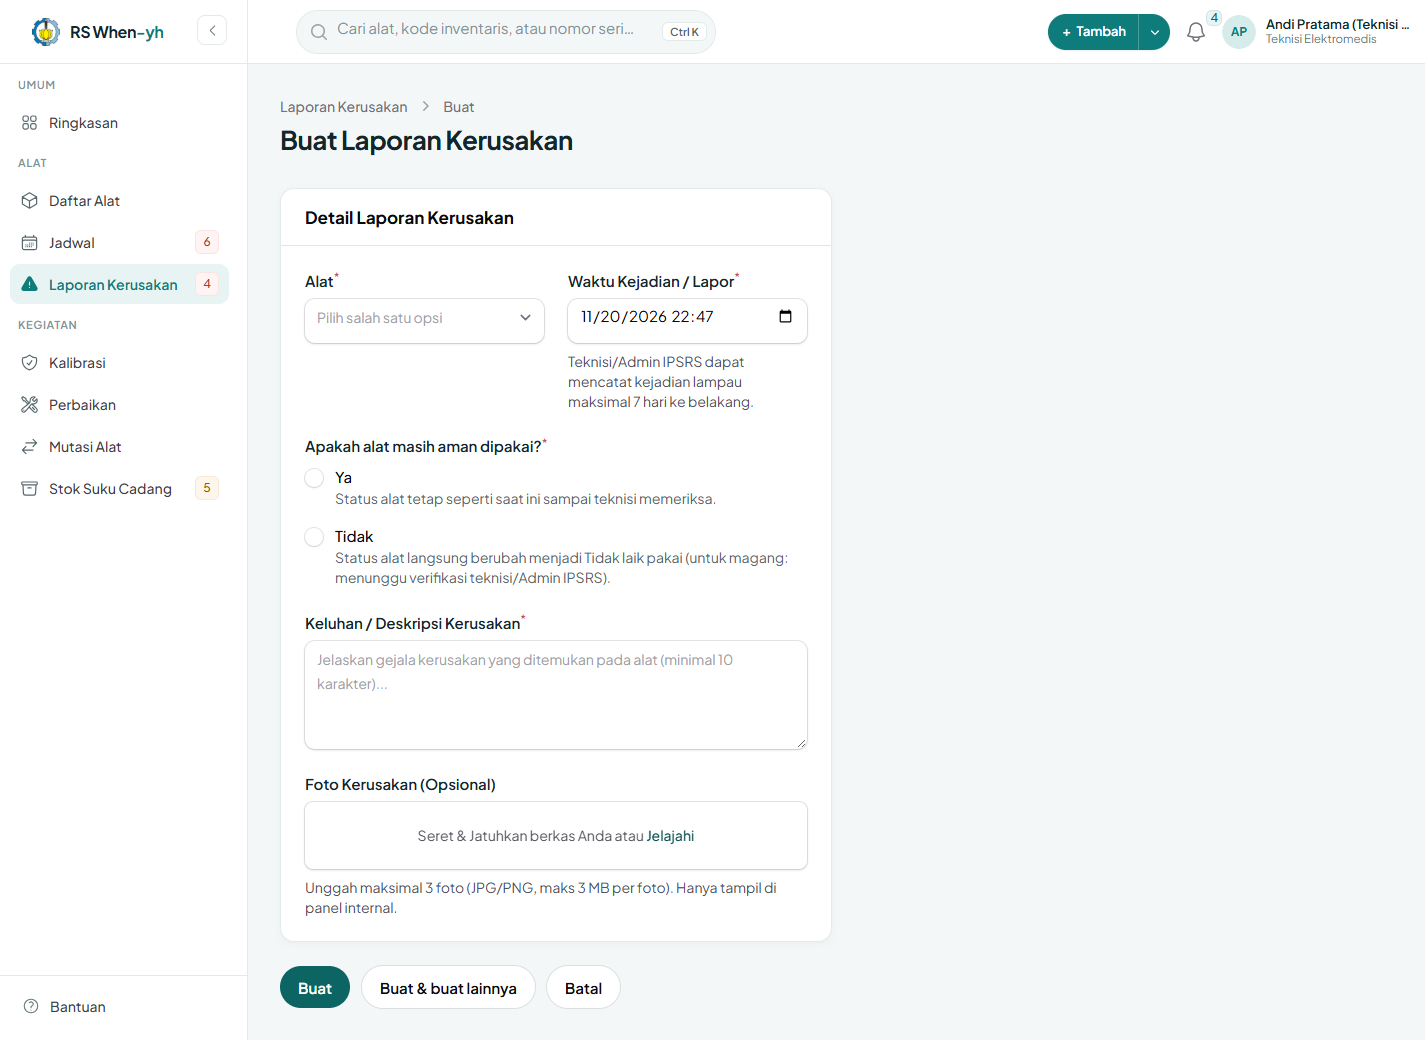 RS When-yh
Cari alat, kode inventaris, atau nomor seri...
Ctrl K
+ Tambah
4
AP
Andi Pratama (Teknisi ...
Teknisi Elektromedis
UMUM
Ringkasan
ALAT
Daftar Alat
Jadwal
6
Laporan Kerusakan
4
KEGIATAN
Kalibrasi
Perbaikan
Mutasi Alat
Stok Suku Cadang
5
Bantuan
Laporan Kerusakan > Buat
Buat Laporan Kerusakan
Detail Laporan Kerusakan
Alat*
Pilih salah satu opsi
Waktu Kejadian / Lapor*
11/20/2026 22:47
Teknisi/Admin IPSRS dapat
mencatat kejadian lampau
maksimal 7 hari ke belakang.
Apakah alat masih aman dipakai?*
Ya
Status alat tetap seperti saat ini sampai teknisi memeriksa.
Tidak
Status alat langsung berubah menjadi Tidak laik pakai (untuk magang:
menunggu verifikasi teknisi/Admin IPSRS).
Keluhan / Deskripsi Kerusakan*
Jelaskan gejala kerusakan yang ditemukan pada alat (minimal 10
karakter)...
Foto Kerusakan (Opsional)
Seret & Jatuhkan berkas Anda atau Jelajahi
Unggah maksimal 3 foto (JPG/PNG, maks 3 MB per foto). Hanya tampil di
panel internal.
Buat
Buat & buat lainnya
Batal